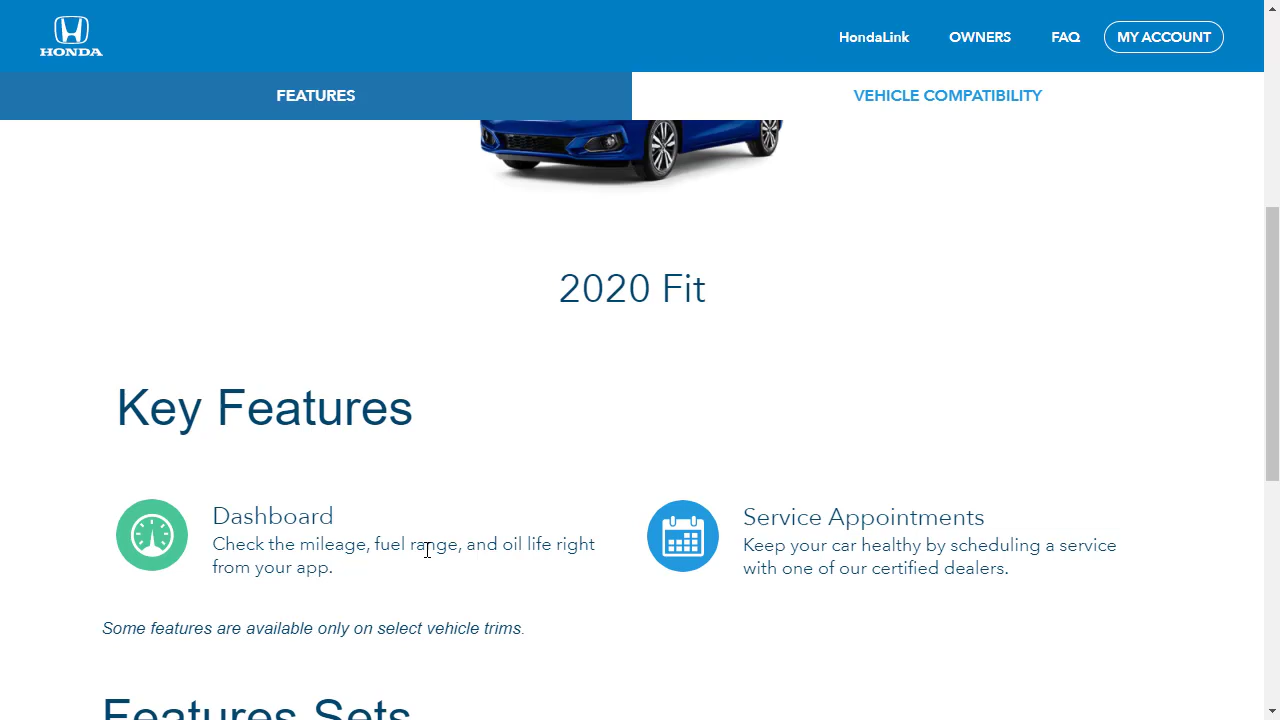 HONDA
HondaLink
OWNERS
FAQ
MY ACCOUNT
FEATURES
VEHICLE COMPATIBILITY
2020 Fit
Key Features
Dashboard
Check the mileage, fuel range, and oil life right
from your app.
Service Appointments
Keep your car healthy by scheduling a service
with one of our certified dealers.
Some features are available only on select vehicle trims.
Features Sets